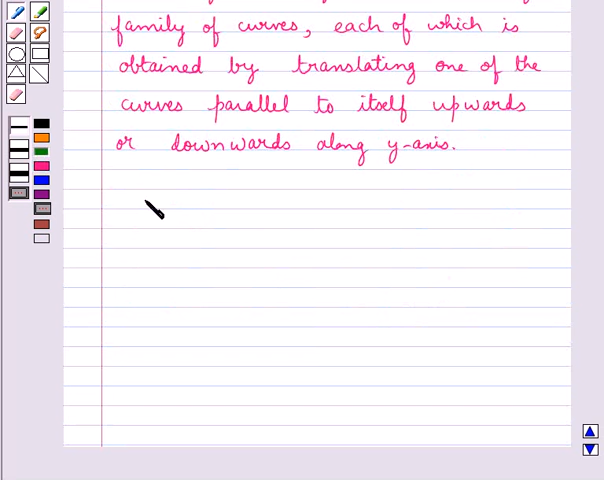 family of curves, each of which is
obtained by translating one of the
curves parallel to itself upwards
or downwards along y-axis.